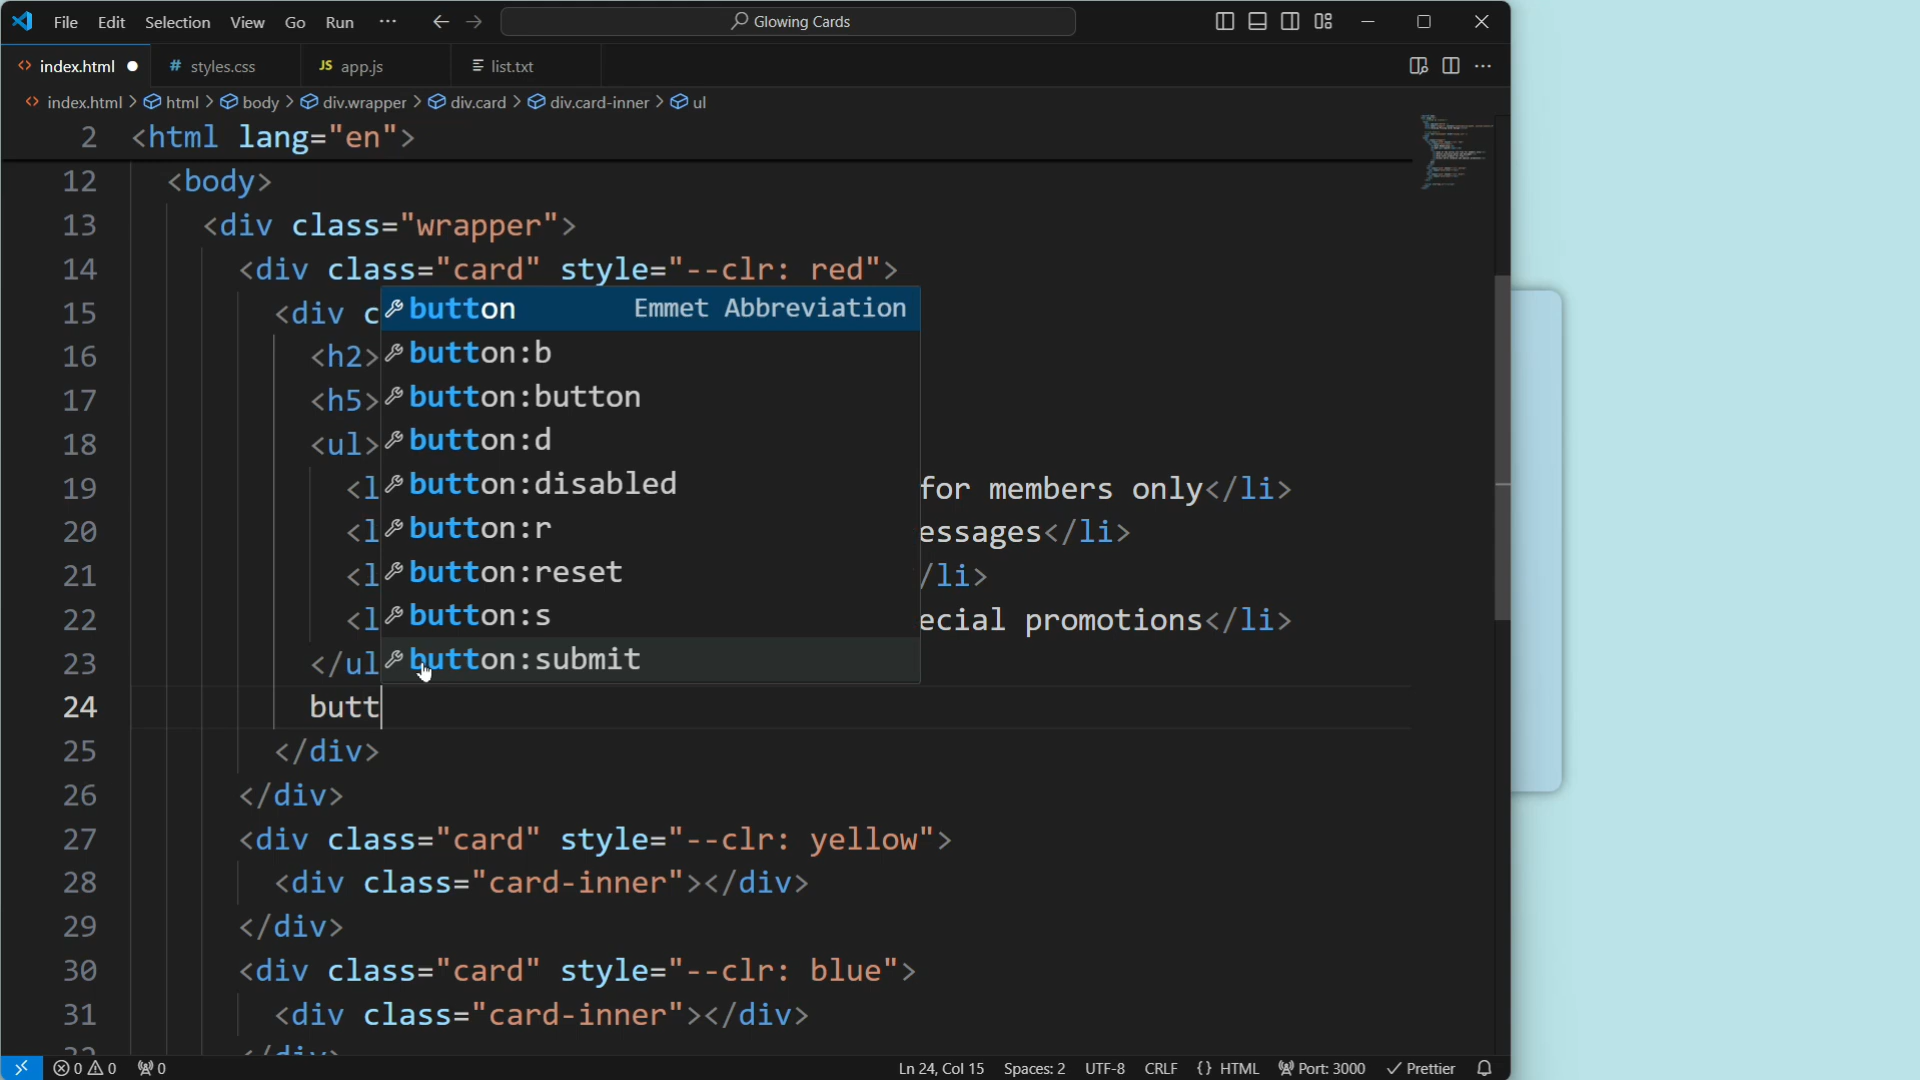 File Edit Selection View Go Run ··· Glowing Cards
index.html # styles.css JS app.js list.txt
index.html > html > body > div.wrapper > div.card > div.card-inner > ul
2 <html lang="en">
12 <body>
13 <div class="wrapper">
14 <div class="card" style="--clr: red">
15 <div c
button Emmet Abbreviation
16 <h2>
button:b
17 <h5>
button:button
18 <ul>
button:d
19 <l
button:disabled
for members only</li>
20 <l
button:r
essages</li>
21 <l
button:reset
/li>
22 <l
button:s
ecial promotions</li>
23 </ul
button:submit
24 butt
25 </div>
26 </div>
27 <div class="card" style="--clr: yellow">
28 <div class="card-inner"></div>
29 </div>
30 <div class="card" style="--clr: blue">
31 <div class="card-inner"></div>
32 </div>
0 0 0 Ln 24, Col 15 Spaces: 2 UTF-8 CRLF {} HTML Port: 3000 Prettier